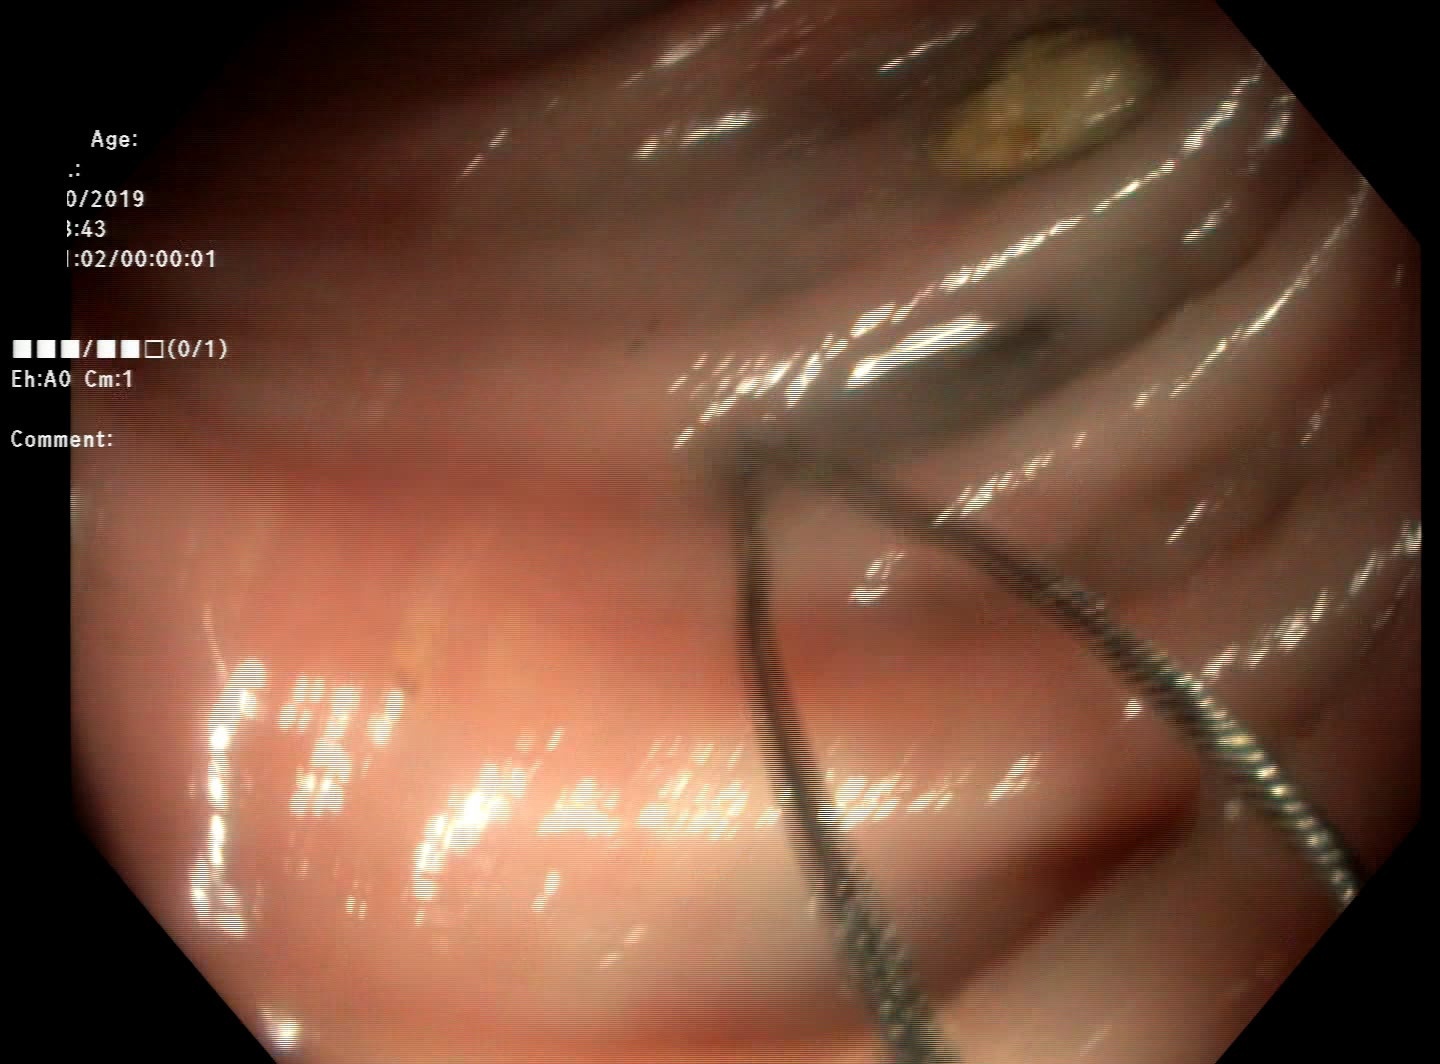 Age:
.:
0/2019
:43
:02/00:00:01
■■■/■■□(0/1)
Eh:A0 Cm:1
Comment: